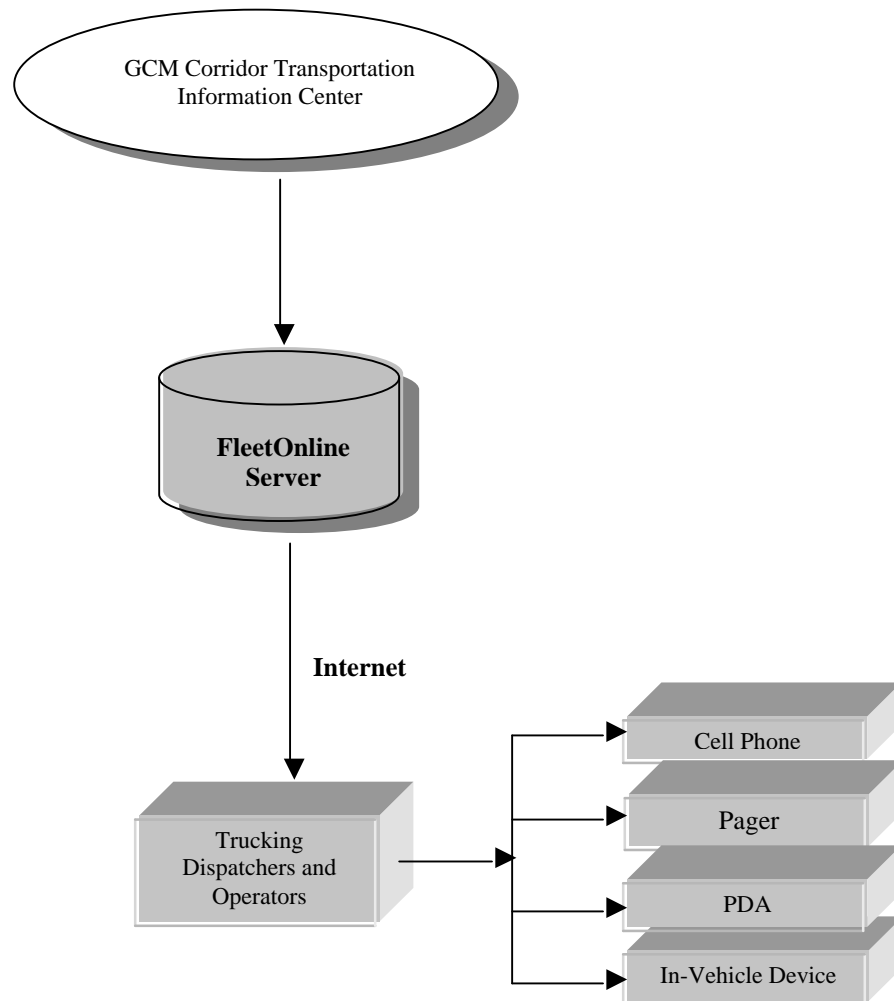 GCM Corridor Transportation
Information Center
FleetOnline
Server
Internet
Trucking
Dispatchers and
Operators
Cell Phone
Pager
PDA
In-Vehicle Device